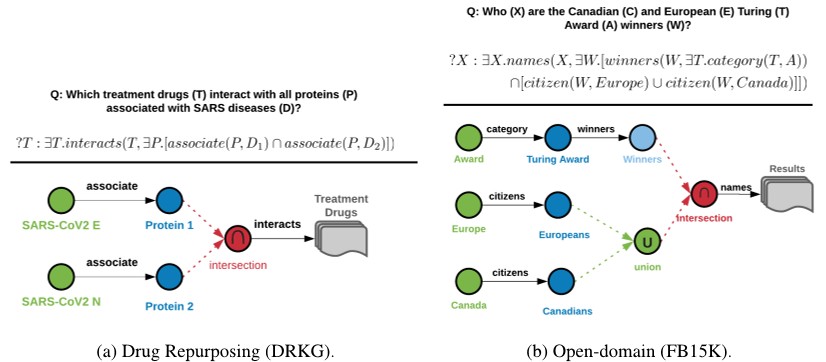 Q: Which treatment drugs (T) interact with all proteins (P)
associated with SARS diseases (D)?
?T : ∃T.interacts(T, ∃P.[associate(P, D₁) ∩ associate(P, D₂)])
associate
SARS-CoV2 E
Protein 1
associate
SARS-CoV2 N
Protein 2
∩
intersection
interacts
Treatment
Drugs
(a) Drug Repurposing (DRKG).
Q: Who (X) are the Canadian (C) and European (E) Turing (T)
Award (A) winners (W)?
?X : ∃X.names(X, ∃W.[winners(W, ∃T.category(T, A))
∩[citizen(W, Europe) ∪ citizen(W, Canada)]])
category
winners
Award
Turing Award
Winners
citizens
Europe
Europeans
citizens
Canada
Canadians
∪
union
∩
Intersection
names
Results
(b) Open-domain (FB15K).